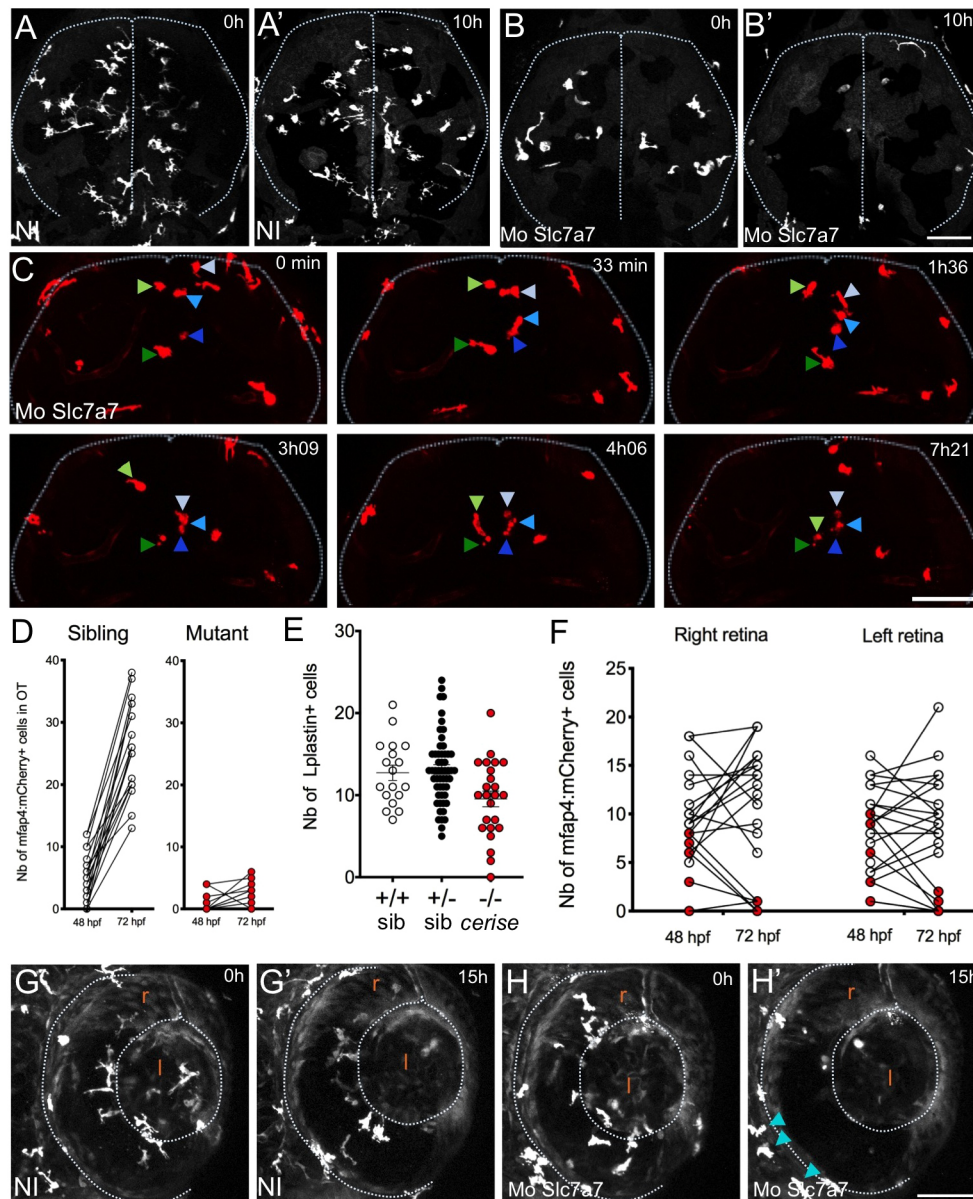 A 0h A' 10h B 0h B' 10h
NI NI Mo Slc7a7 Mo Slc7a7
C 0 min 33 min 1h36
Mo Slc7a7
3h09 4h06 7h21
D Sibling Mutant
Nb of mfap4:mCherry+ cells in OT
40 40
30 30
20 20
10 10
0 0
48 hpf 72 hpf 48 hpf 72 hpf
E
Nb of Lplastin+ cells
30
20
10
0
+/+ +/- -/-
sib sib cerise
F Right retina Left retina
Nb of mfap4:mCherry+ cells
25
20
15
10
5
0
48 hpf 72 hpf 48 hpf 72 hpf
G 0h G' 15h H 0h H' 15h
r r r r
l l l l
NI NI Mo Slc7a7 Mo Slc7a7